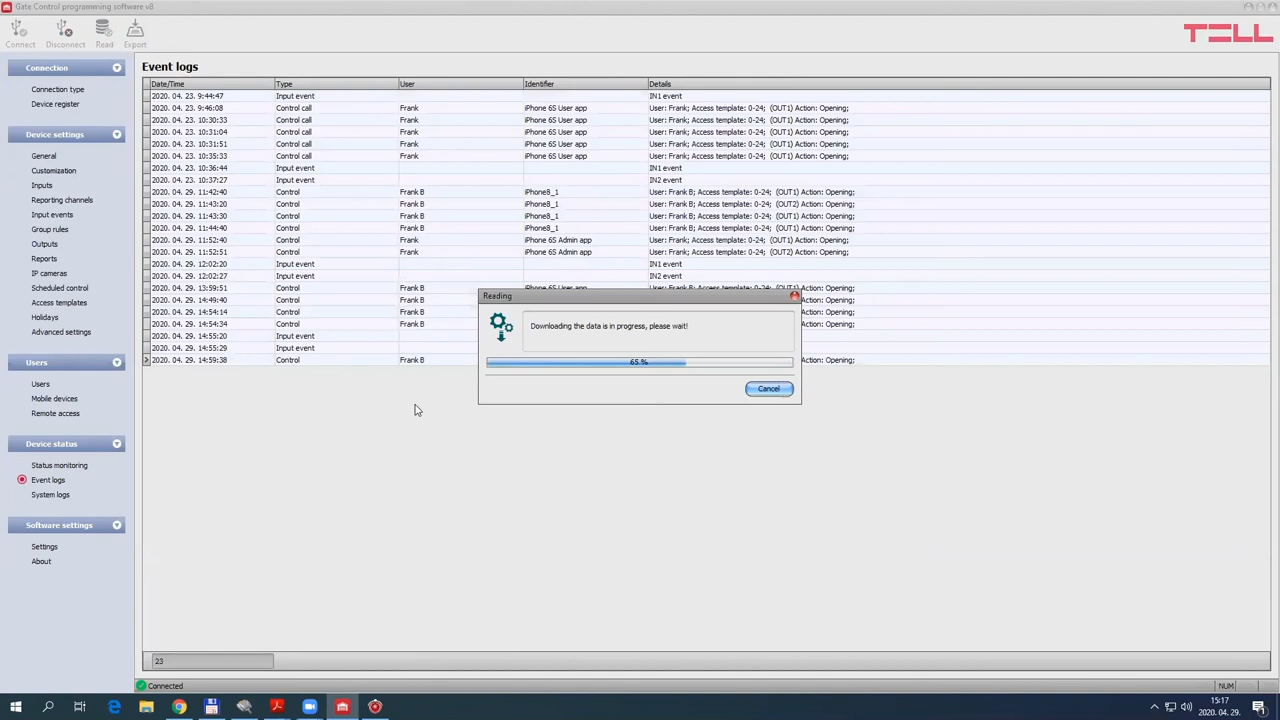 Gate Control programming software v8
Connect Disconnect Read Export
TELL
Connection
Connection type
Device register
Device settings
General
Customization
Inputs
Reporting channels
Input events
Group rules
Outputs
Reports
IP cameras
Scheduled control
Access templates
Holidays
Advanced settings
Users
Users
Mobile devices
Remote access
Device status
Status monitoring
Event logs
System logs
Software settings
Settings
About
Event logs
Date/Time Type User Identifier Details
2020. 04. 23. 9:44:47 Input event IN1 event
2020. 04. 23. 9:46:08 Control call Frank iPhone 6S User app User: Frank; Access template: 0-24; (OUT1) Action: Opening;
2020. 04. 23. 10:30:33 Control call Frank iPhone 6S User app User: Frank; Access template: 0-24; (OUT1) Action: Opening;
2020. 04. 23. 10:31:04 Control call Frank iPhone 6S User app User: Frank; Access template: 0-24; (OUT1) Action: Opening;
2020. 04. 23. 10:31:51 Control call Frank iPhone 6S User app User: Frank; Access template: 0-24; (OUT1) Action: Opening;
2020. 04. 23. 10:35:33 Control call Frank iPhone 6S User app User: Frank; Access template: 0-24; (OUT1) Action: Opening;
2020. 04. 23. 10:36:44 Input event IN1 event
2020. 04. 23. 10:37:27 Input event IN2 event
2020. 04. 29. 11:42:40 Control Frank B iPhone8_1 User: Frank B; Access template: 0-24; (OUT1) Action: Opening;
2020. 04. 29. 11:43:20 Control Frank B iPhone8_1 User: Frank B; Access template: 0-24; (OUT2) Action: Opening;
2020. 04. 29. 11:43:30 Control Frank B iPhone8_1 User: Frank B; Access template: 0-24; (OUT1) Action: Opening;
2020. 04. 29. 11:44:40 Control Frank B iPhone8_1 User: Frank B; Access template: 0-24; (OUT1) Action: Opening;
2020. 04. 29. 11:52:40 Control Frank iPhone 6S Admin app User: Frank; Access template: 0-24; (OUT1) Action: Opening;
2020. 04. 29. 11:52:51 Control Frank iPhone 6S Admin app User: Frank; Access template: 0-24; (OUT2) Action: Opening;
2020. 04. 29. 12:02:20 Input event IN1 event
2020. 04. 29. 12:02:27 Input event IN2 event
2020. 04. 29. 13:59:51 Control Frank B iPhone 6S User app User: Frank B; Access template: 0-24; (OUT1) Action: Opening;
2020. 04. 29. 14:49:40 Control Frank B Action: Opening;
2020. 04. 29. 14:54:14 Control Frank B Action: Opening;
2020. 04. 29. 14:54:34 Control Frank B Action: Opening;
2020. 04. 29. 14:55:20 Input event
2020. 04. 29. 14:55:29 Input event
2020. 04. 29. 14:59:38 Control Frank B Action: Opening;
Reading
Downloading the data is in progress, please wait!
65 %
Cancel
23
Connected
NUM
15:17
2020. 04. 29.